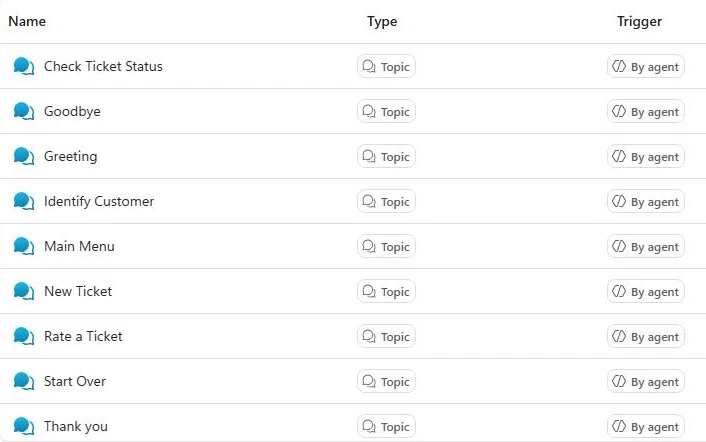 Name Type Trigger
Check Ticket Status Topic By agent
Goodbye Topic By agent
Greeting Topic By agent
Identify Customer Topic By agent
Main Menu Topic By agent
New Ticket Topic By agent
Rate a Ticket Topic By agent
Start Over Topic By agent
Thank you Topic By agent